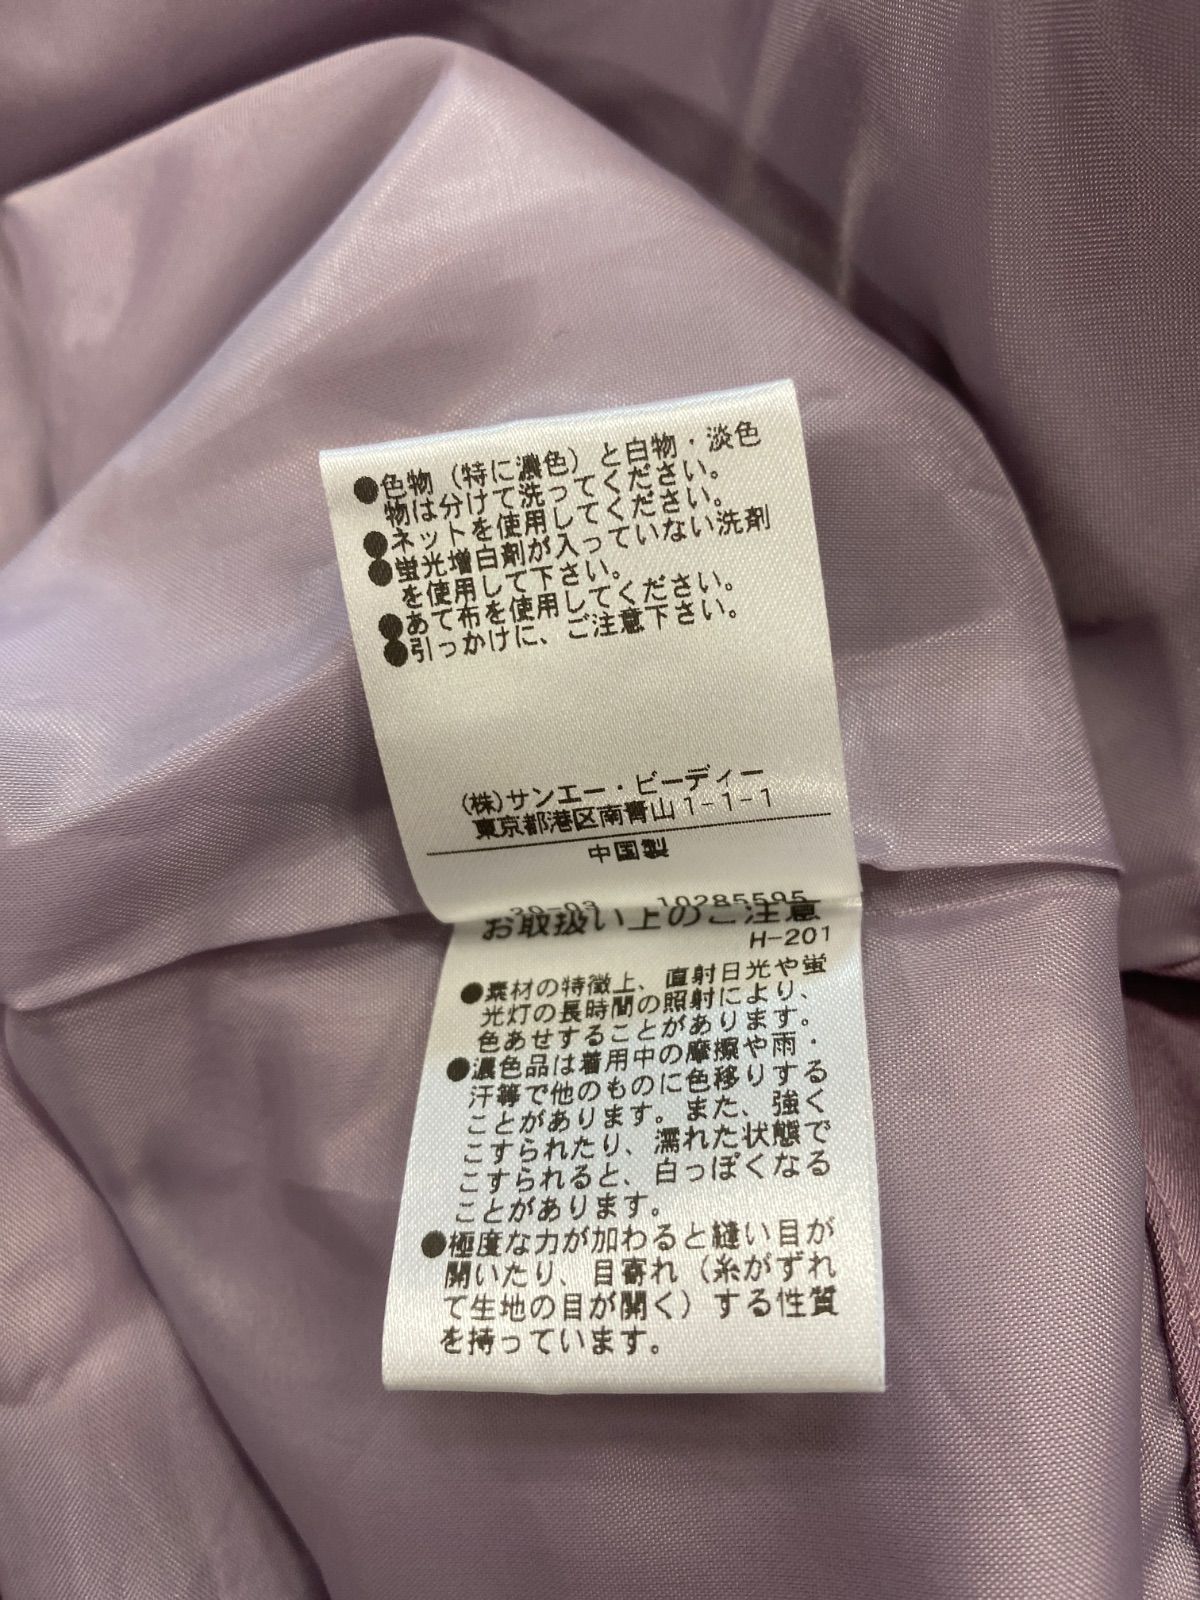 ●色物（特に濃色）と白物・淡色
物は分けて洗ってください。
●ネットを使用してください。
●蛍光増白剤が入っていない洗剤
を使用して下さい。
●あて布を使用してください。
●引っかけに、ご注意下さい。
(株)サンエー・ビーディー
東京都港区南青山1-1-1
中国製
20-03 10285595
お取扱い上のご注意
H-201
●素材の特徴上、直射日光や蛍
光灯の長時間の照射により、
色あせすることがあります。
●濃色品は着用中の摩擦や雨・
汗等で他のものに色移りする
ことがあります。また、強く
こすられたり、濡れた状態で
こすられると、白っぽくなる
ことがあります。
●極度な力が加わると縫い目が
開いたり、目寄れ（糸がずれ
て生地の目が開く）する性質
を持っています。